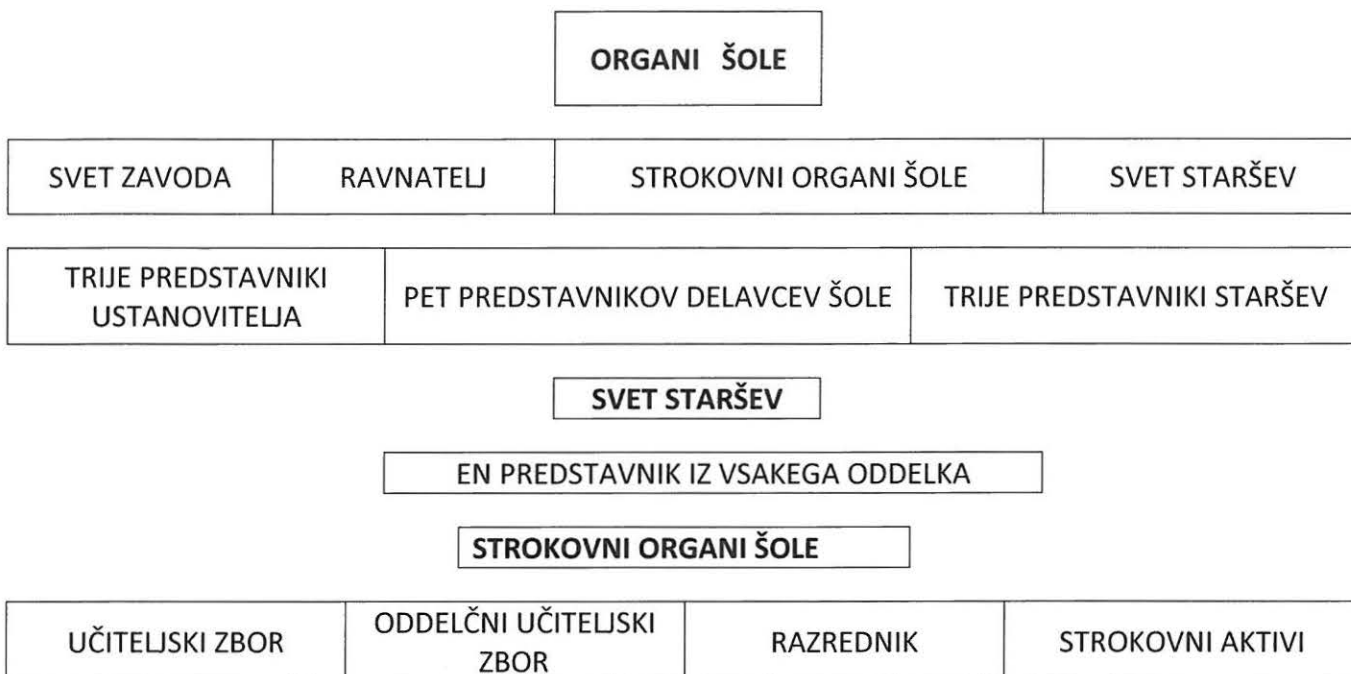 ORGANI ŠOLE
SVET ZAVODA
RAVNATELJ
STROKOVNI ORGANI ŠOLE
SVET STARŠEV
TRIJE PREDSTAVNIKI
USTANOVITELJA
PET PREDSTAVNIKOV DELAVCEV ŠOLE
TRIJE PREDSTAVNIKI STARŠEV
SVET STARŠEV
EN PREDSTAVNIK IZ VSAKEGA ODDELKA
STROKOVNI ORGANI ŠOLE
UČITELJSKI ZBOR
ODDELČNI UČITELJSKI
ZBOR
RAZREDNIK
STROKOVNI AKTIVI